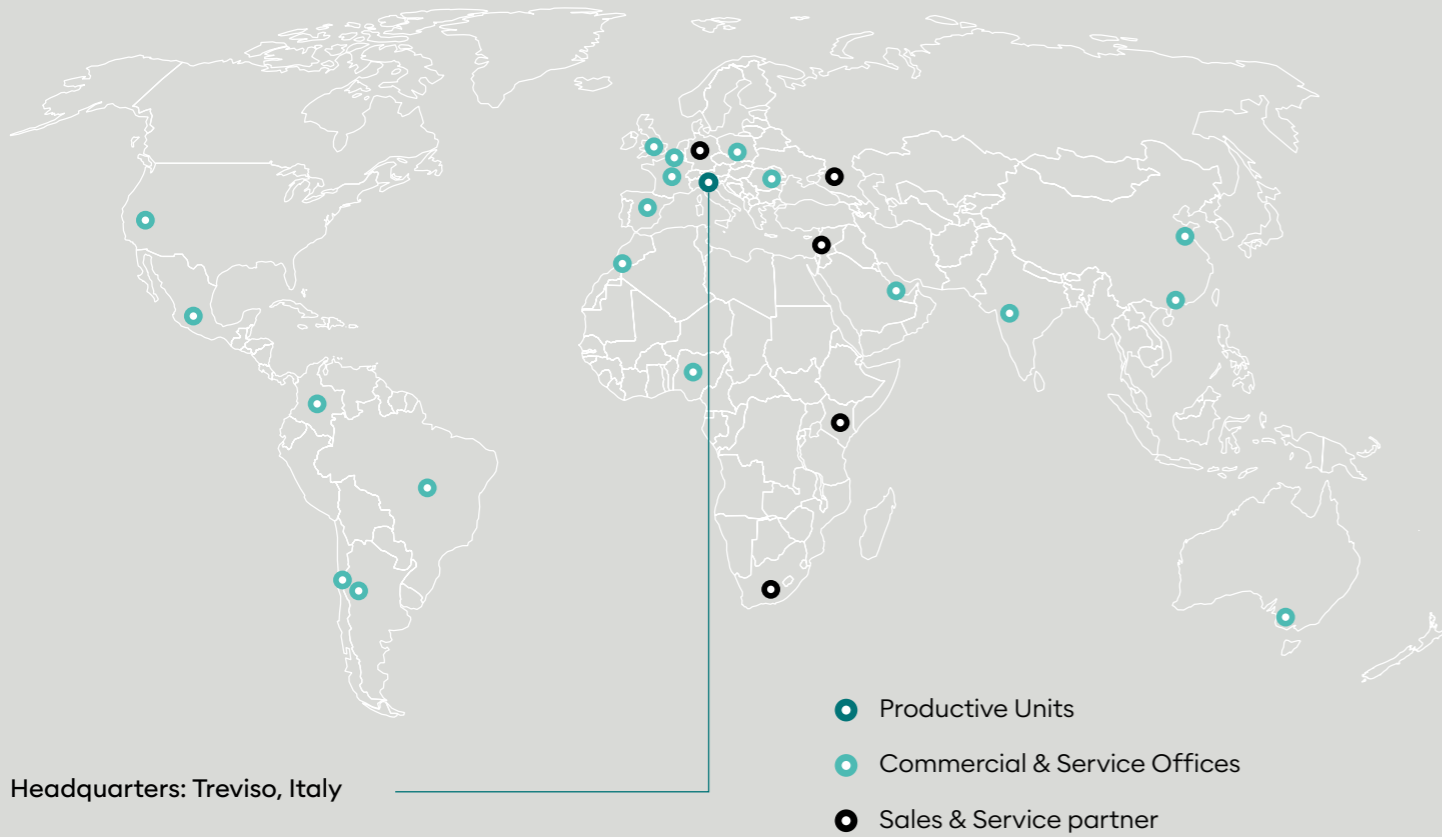 Productive Units
Commercial & Service Offices
Headquarters: Treviso, Italy
Sales & Service partner